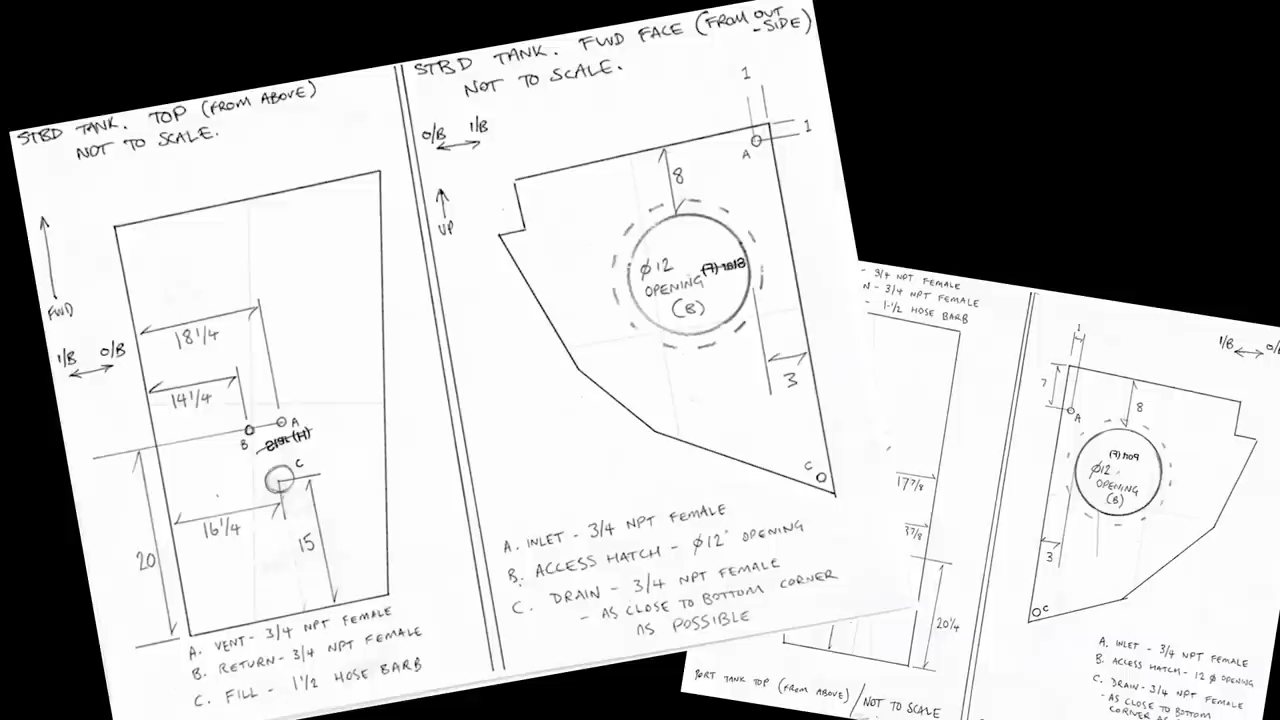 STBD TANK. TOP (FROM ABOVE)
NOT TO SCALE.
FWD
I/B O/B
18 1/4
14 1/4
A
B
C
16 1/4
15
20
A. VENT - 3/4 NPT FEMALE
B. RETURN - 3/4 NPT FEMALE
C. FILL - 1 1/2 HOSE BARB
STBD TANK. FWD FACE (FROM OUT
-SIDE)
NOT TO SCALE.
O/B I/B
UP
1
1
A
8
φ12
OPENING
(B)
3
C
A. INLET - 3/4 NPT FEMALE
B. ACCESS HATCH - φ12" OPENING
C. DRAIN - 3/4 NPT FEMALE
- AS CLOSE TO BOTTOM CORNER
AS POSSIBLE
- 3/4 NPT FEMALE
N - 3/4 NPT FEMALE
- 1-1/2 HOSE BARB
17 7/8
20 1/4
PORT TANK TOP (FROM ABOVE) / NOT TO SCALE
I/B O/B
1
7
8
A
φ12
OPENING
(B)
3
C
A. INLET - 3/4 NPT FEMALE
B. ACCESS HATCH - 12 φ OPENING
C. DRAIN - 3/4 NPT FEMALE
- AS CLOSE TO BOTTOM
CORNER AS